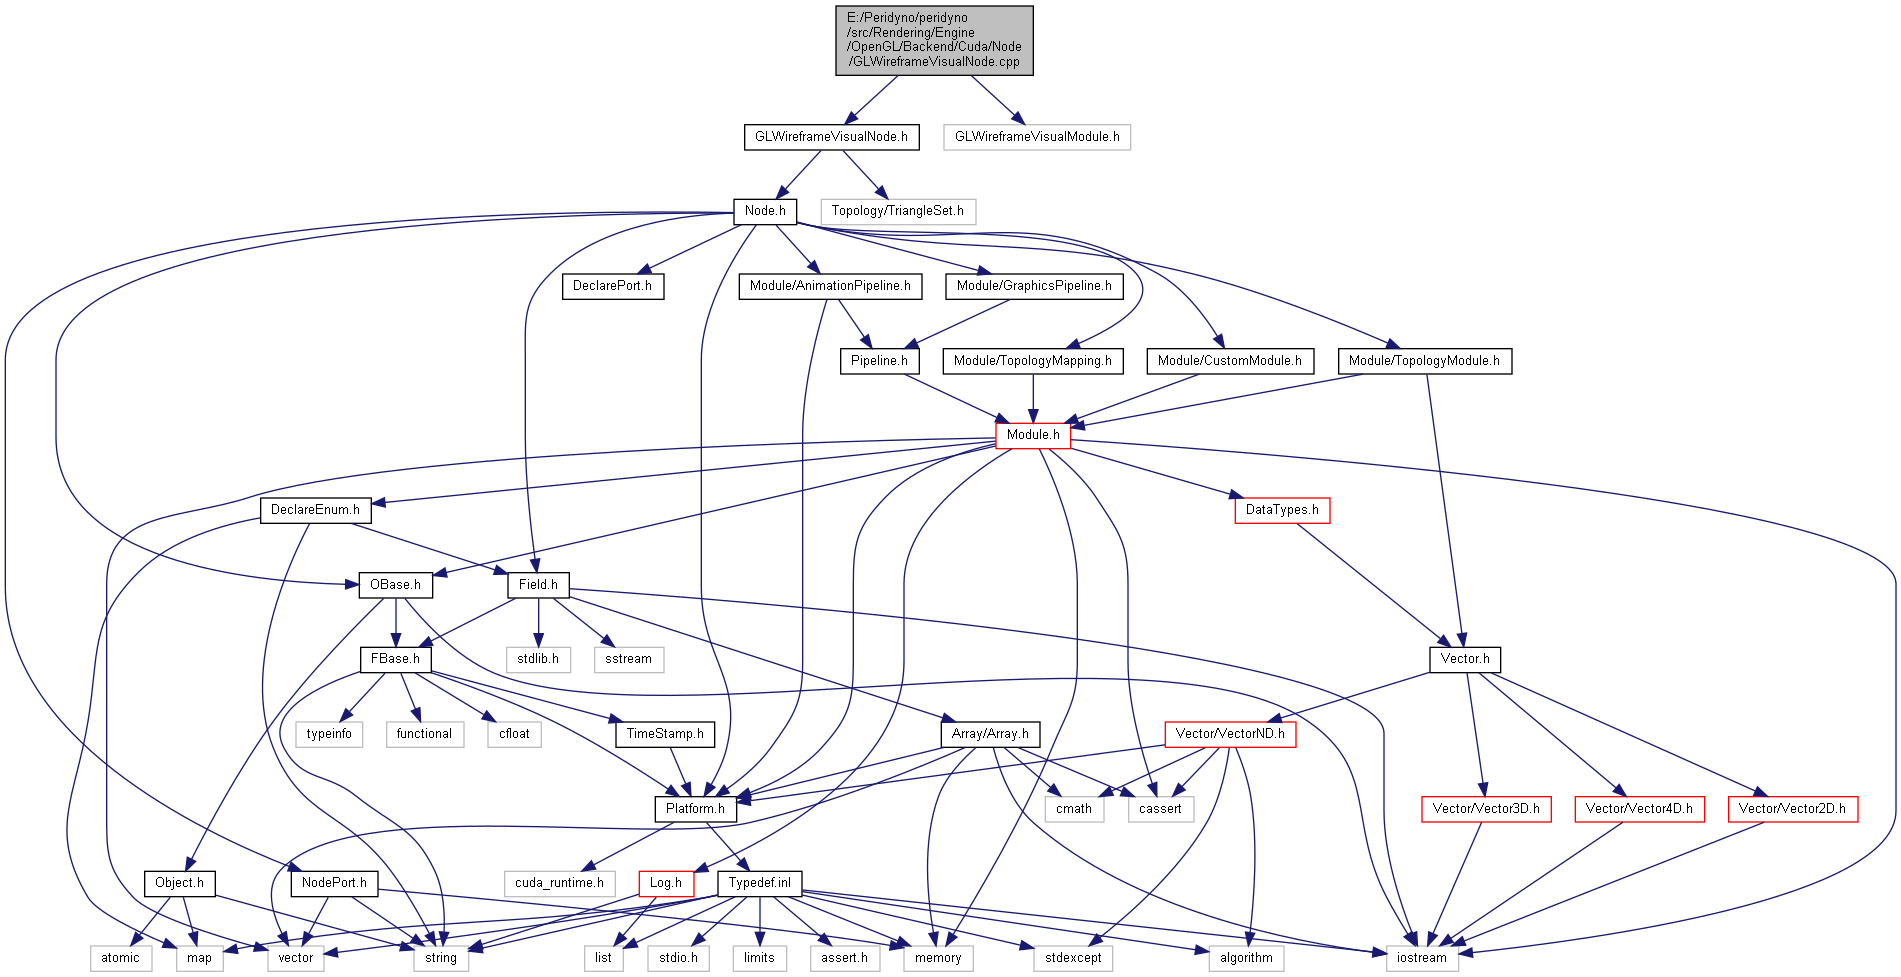 E:/Peridyno/peridyno
/src/Rendering/Engine
/OpenGL/Backend/Cuda/Node
/GLWireframeVisualNode.cpp
GLWireframeVisualNode.h
GLWireframeVisualModule.h
Node.h
Topology/TriangleSet.h
DeclarePort.h
Module/AnimationPipeline.h
Module/GraphicsPipeline.h
Pipeline.h
Module/TopologyMapping.h
Module/CustomModule.h
Module/TopologyModule.h
Module.h
DeclareEnum.h
DataTypes.h
OBase.h
Field.h
FBase.h
stdlib.h
sstream
Vector.h
typeinfo
functional
cfloat
TimeStamp.h
Array/Array.h
Vector/VectorND.h
Platform.h
cmath
cassert
Vector/Vector3D.h
Vector/Vector4D.h
Vector/Vector2D.h
Object.h
NodePort.h
cuda_runtime.h
Log.h
Typedef.inl
atomic
map
vector
string
list
stdio.h
limits
assert.h
memory
stdexcept
algorithm
iostream